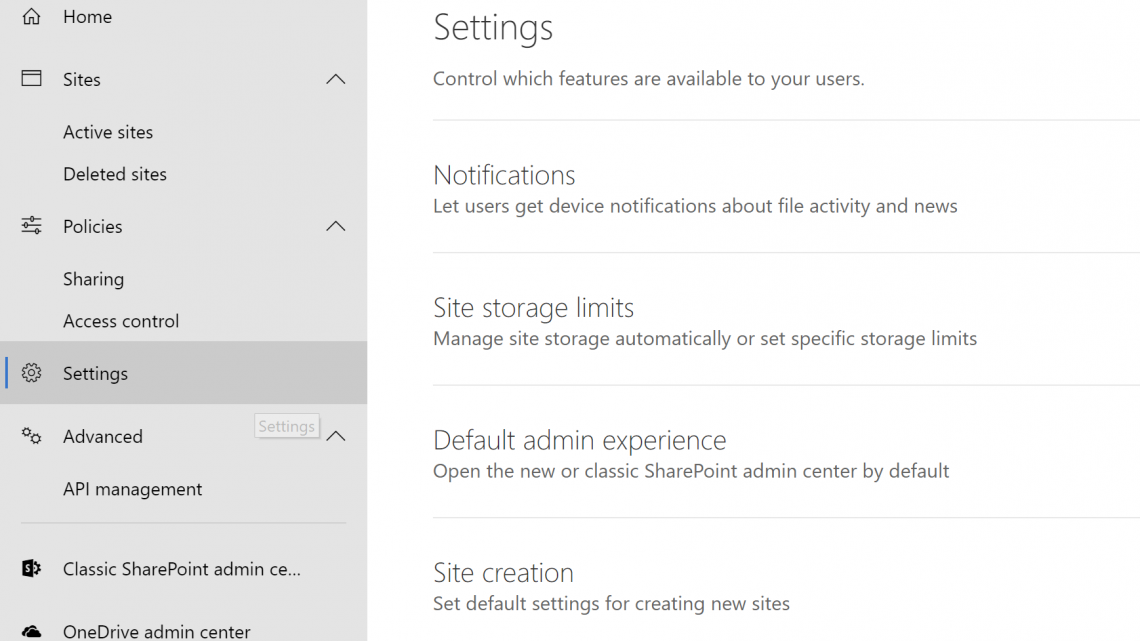 Home
Sites
Active sites
Deleted sites
Policies
Sharing
Access control
Settings
Settings
Advanced
API management
Classic SharePoint admin ce...
OneDrive admin center
Settings
Control which features are available to your users.
Notifications
Let users get device notifications about file activity and news
Site storage limits
Manage site storage automatically or set specific storage limits
Default admin experience
Open the new or classic SharePoint admin center by default
Site creation
Set default settings for creating new sites